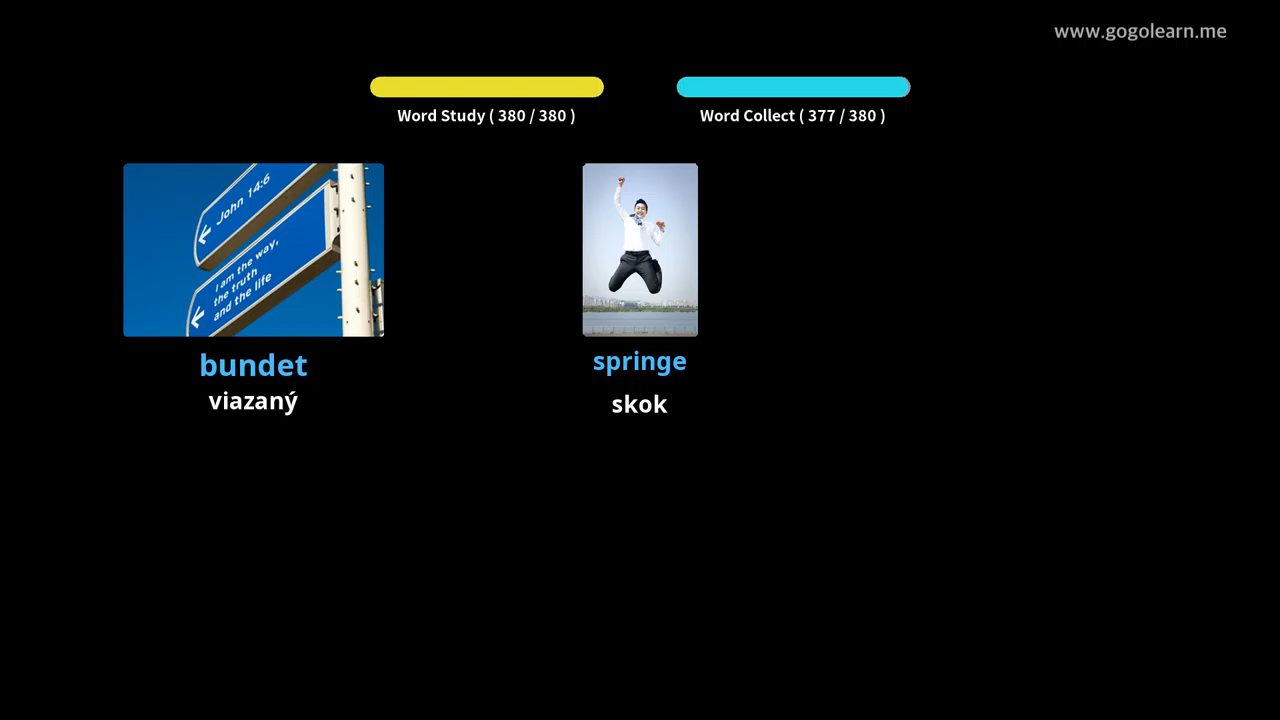 www.gogolearn.me
Word Study ( 380 / 380 )
Word Collect ( 377 / 380 )
John 14:6
I am the way,
the truth
and the life
bundet
viazaný
springe
skok